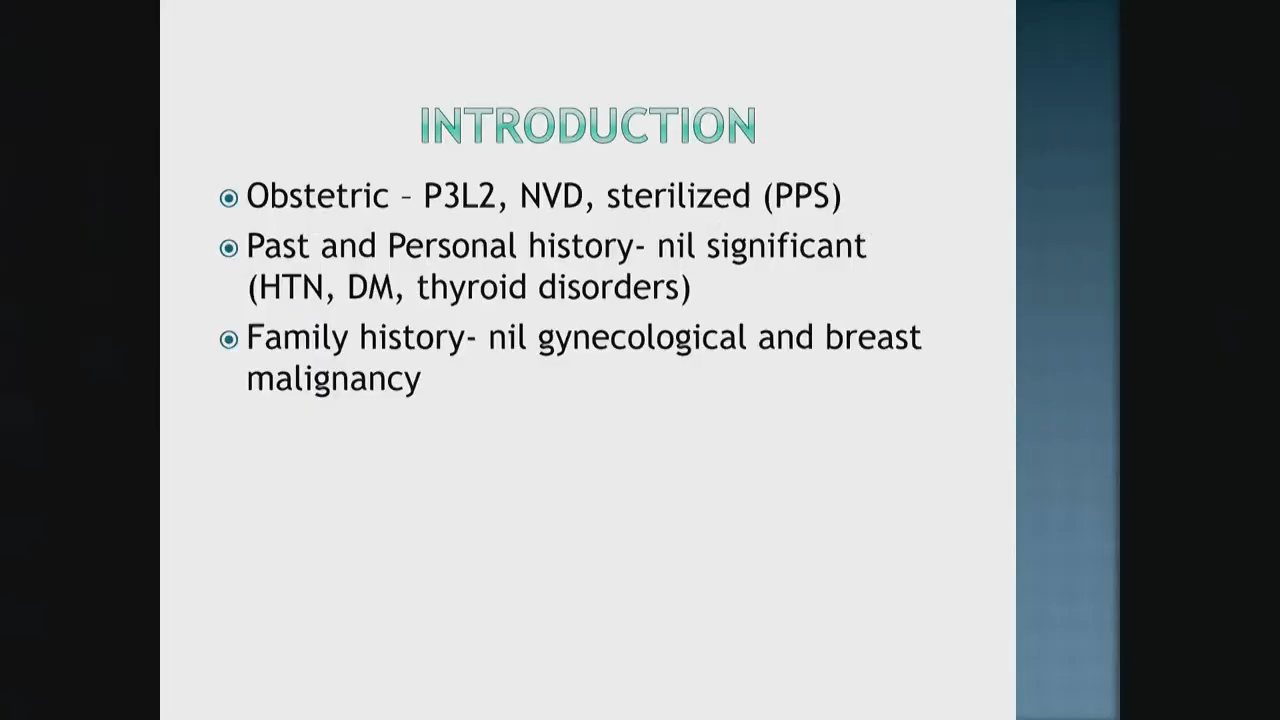 INTRODUCTION
Obstetric – P3L2, NVD, sterilized (PPS)
Past and Personal history- nil significant
(HTN, DM, thyroid disorders)
Family history- nil gynecological and breast
malignancy